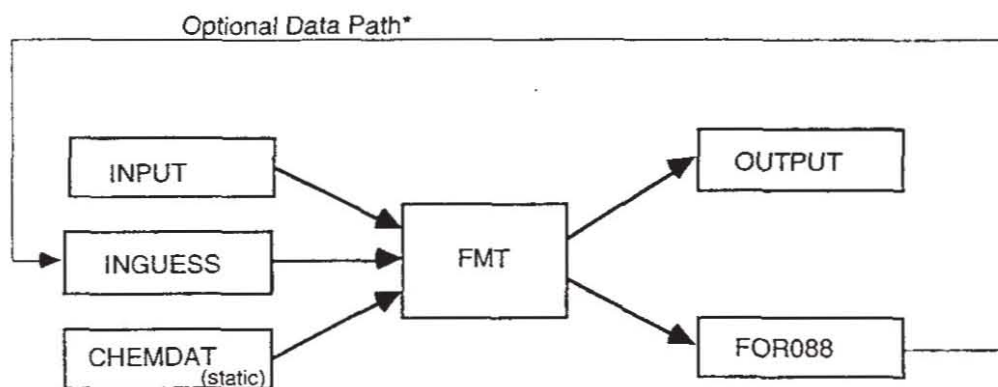 Optional Data Path*
INPUT
OUTPUT
INGUESS
FMT
CHEMDAT
(static)
FOR088